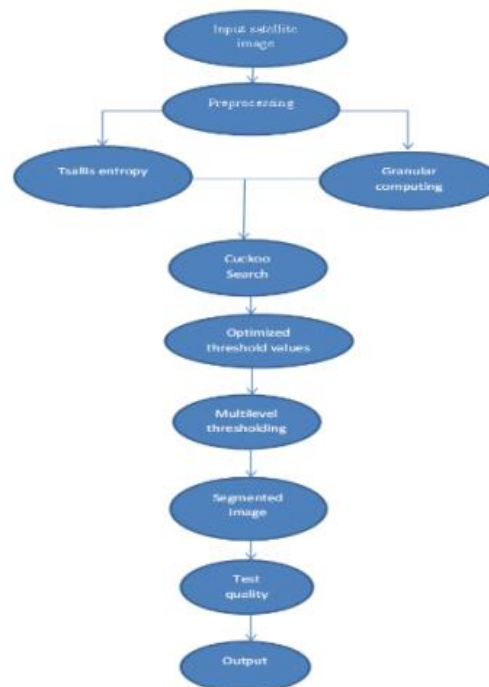 Input satellite
image
Preprocessing
Tsallis entropy
Granular
computing
Cuckoo
Search
Optimized
threshold values
Multilevel
thresholding
Segmented
Image
Test
quality
Output